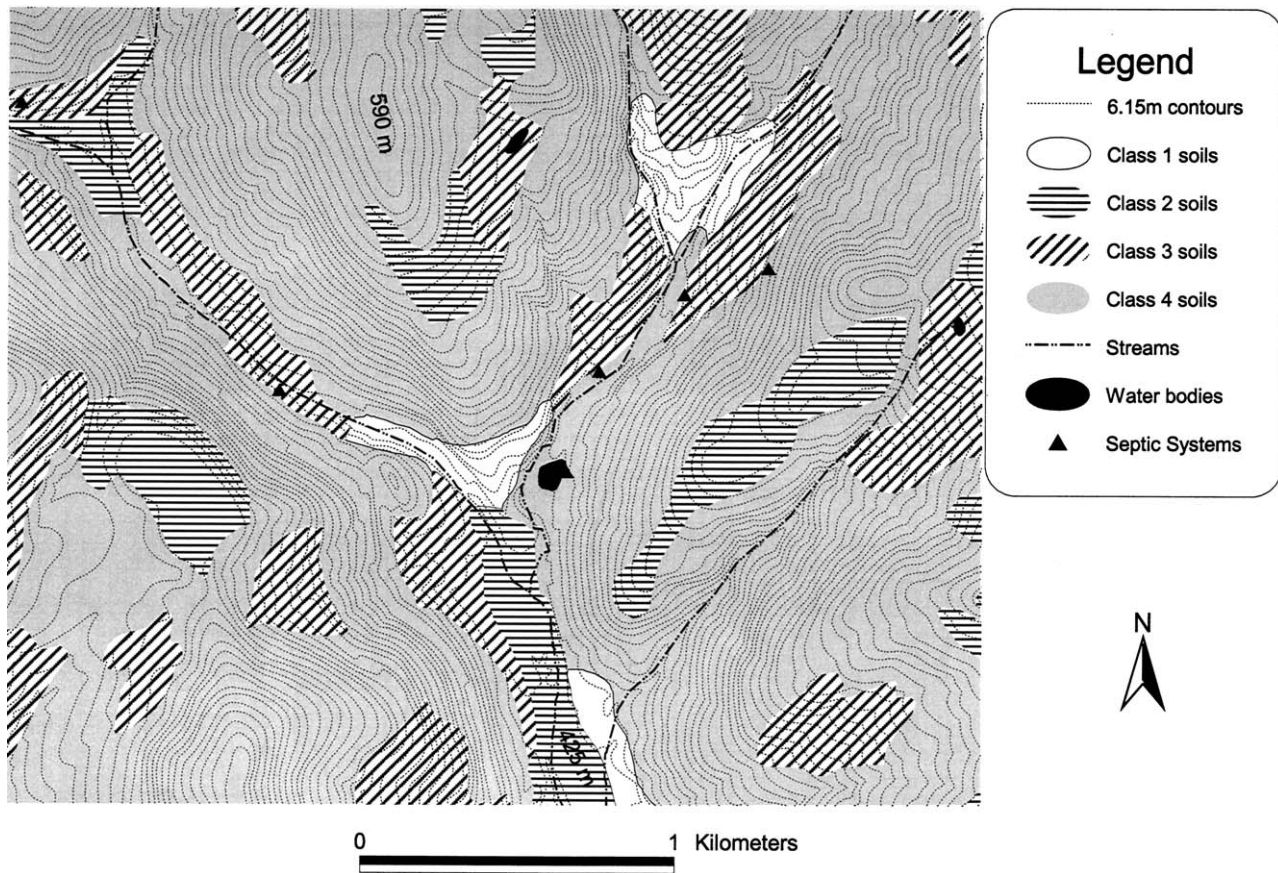 590 m
425 m
Legend
6.15m contours
Class 1 soils
Class 2 soils
Class 3 soils
Class 4 soils
Streams
Water bodies
Septic Systems
N
0 1 Kilometers